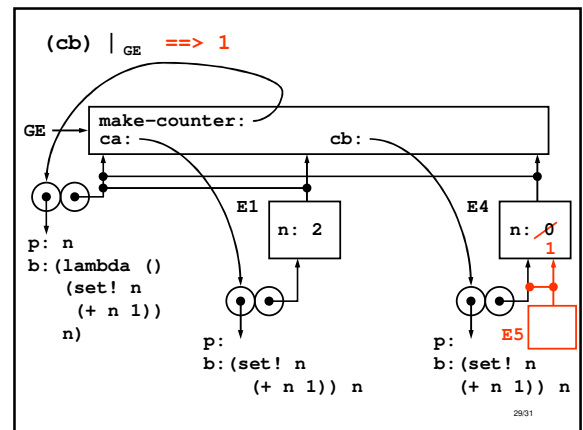 (cb) | GE ==> 1
make-counter:
GE
ca: cb:
E1 E4
n: 2 n: 0
1
p: n
b:(lambda ()
(set! n
(+ n 1))
n)
p:
b:(set! n
(+ n 1)) n
E5
p:
b:(set! n
(+ n 1)) n
29/31